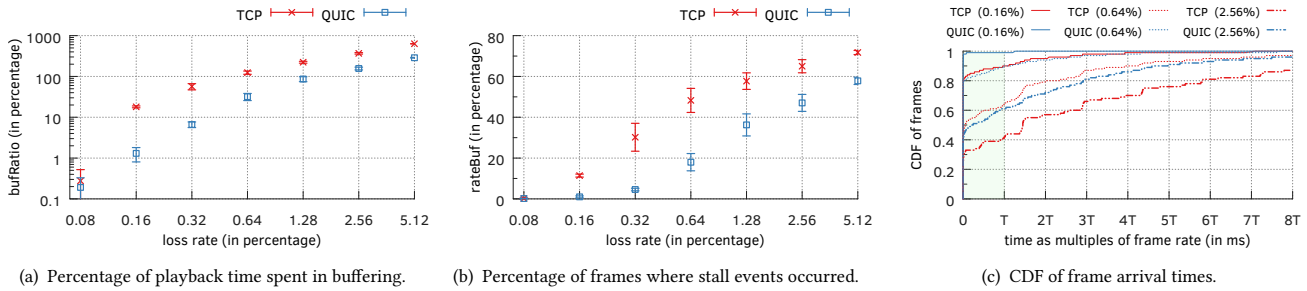 TCP QUIC
bufRatio (in percentage)
1000
100
10
1
0.1
0.08 0.16 0.32 0.64 1.28 2.56 5.12
loss rate (in percentage)
(a) Percentage of playback time spent in buffering.
TCP QUIC
rateBuf (in percentage)
80
60
40
20
0
0.08 0.16 0.32 0.64 1.28 2.56 5.12
loss rate (in percentage)
(b) Percentage of frames where stall events occurred.
TCP (0.16%) TCP (0.64%) TCP (2.56%)
QUIC (0.16%) QUIC (0.64%) QUIC (2.56%)
CDF of frames
1
0.8
0.6
0.4
0.2
0
0 T 2T 3T 4T 5T 6T 7T 8T
time as multiples of frame rate (in ms)
(c) CDF of frame arrival times.